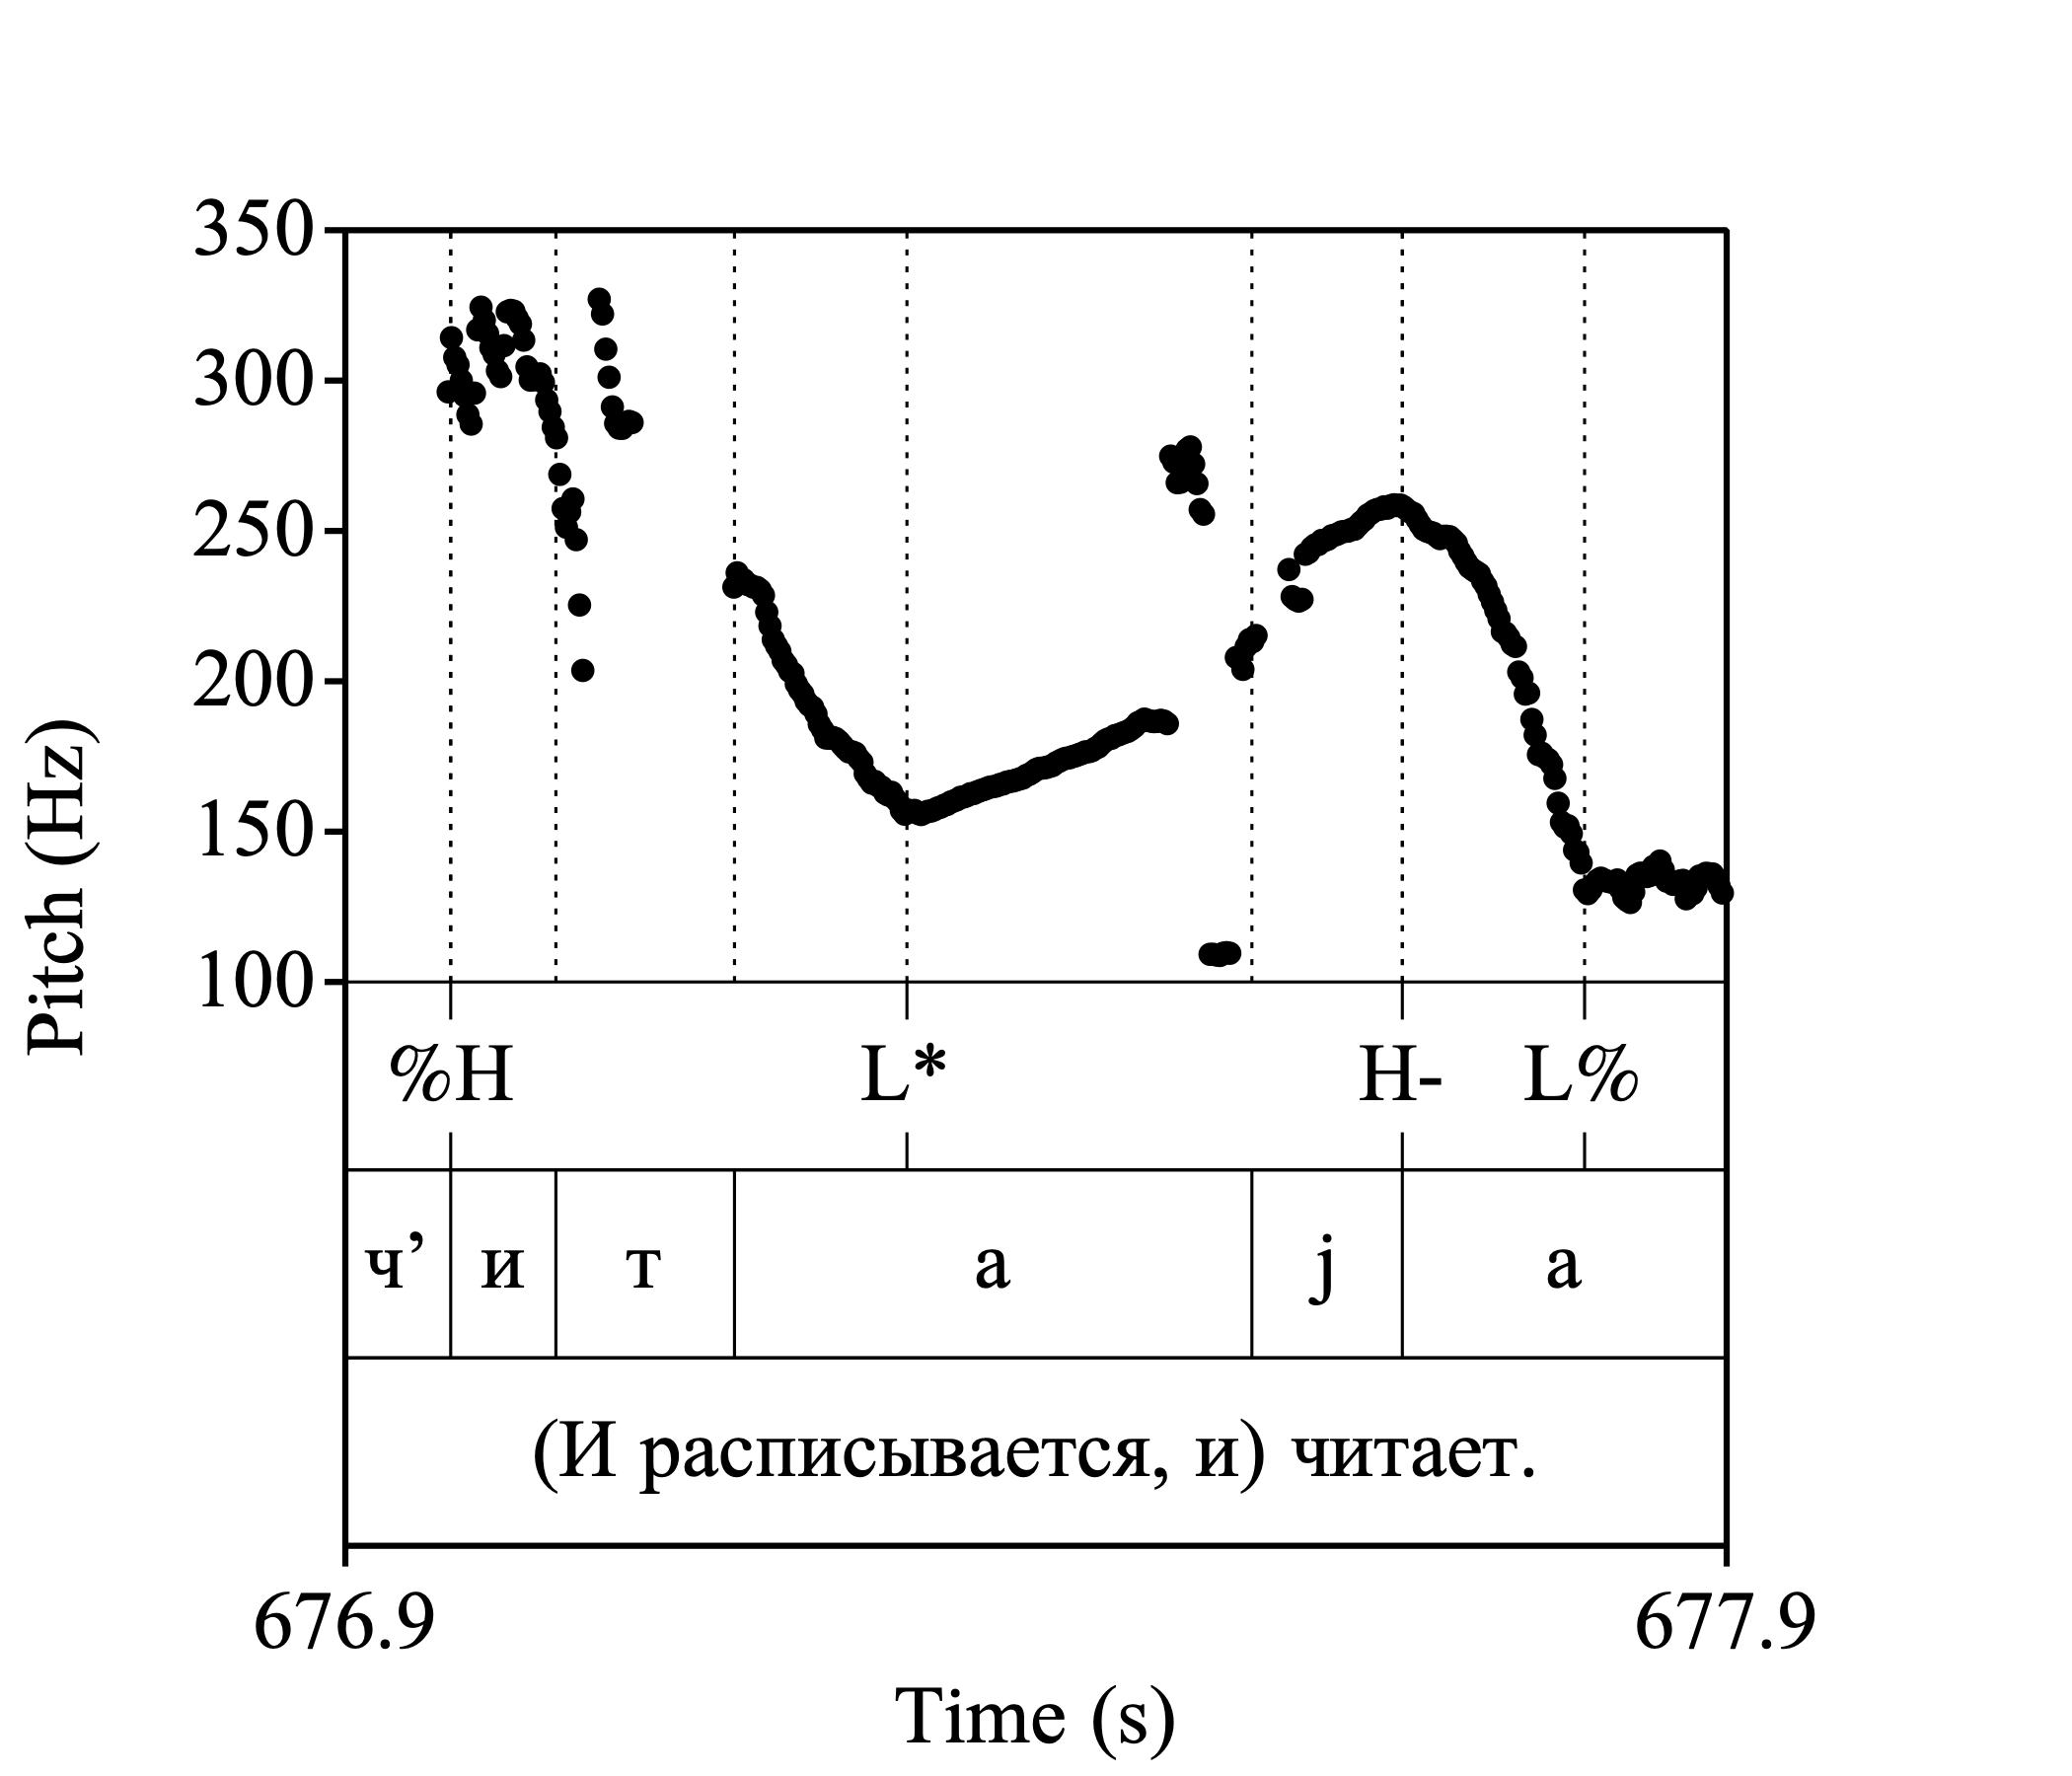 350
300
250
200
150
100
Pitch (Hz)
%H L* H- L%
ч’ и т а j а
(И расписывается, и) читает.
676.9 677.9
Time (s)